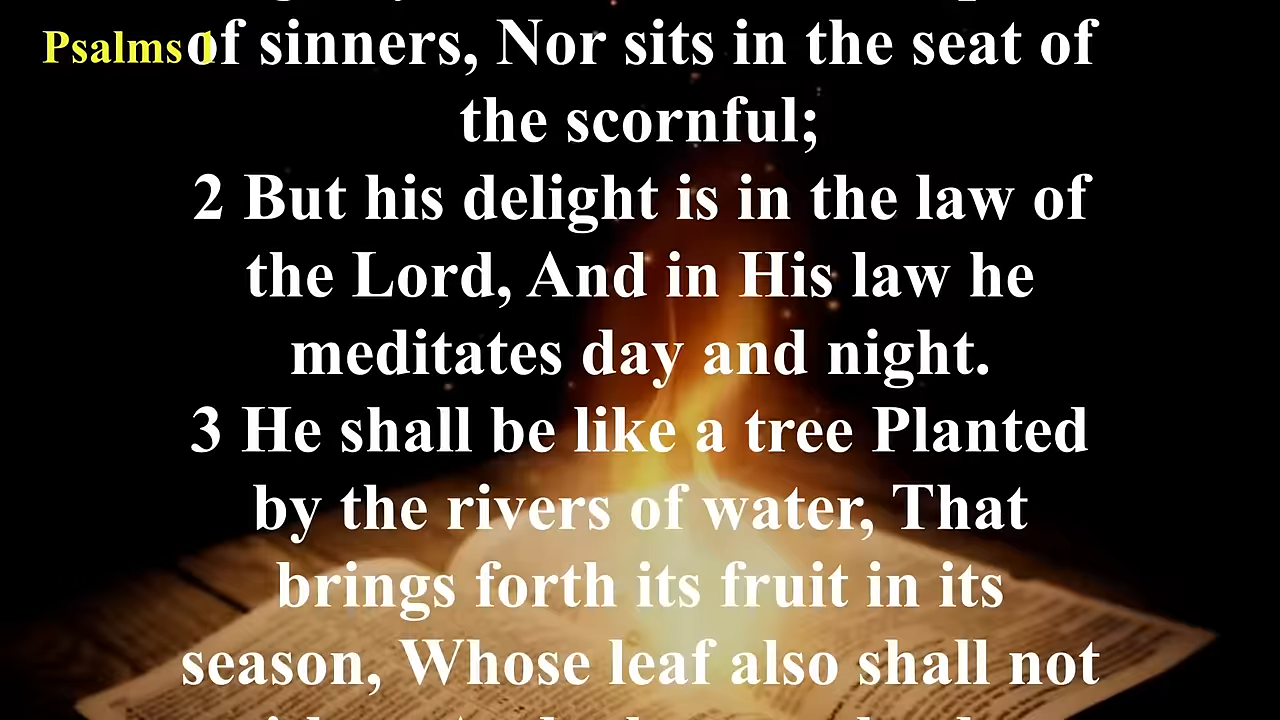 Psalms 1
of sinners, Nor sits in the seat of
the scornful;
2 But his delight is in the law of
the Lord, And in His law he
meditates day and night.
3 He shall be like a tree Planted
by the rivers of water, That
brings forth its fruit in its
season, Whose leaf also shall not